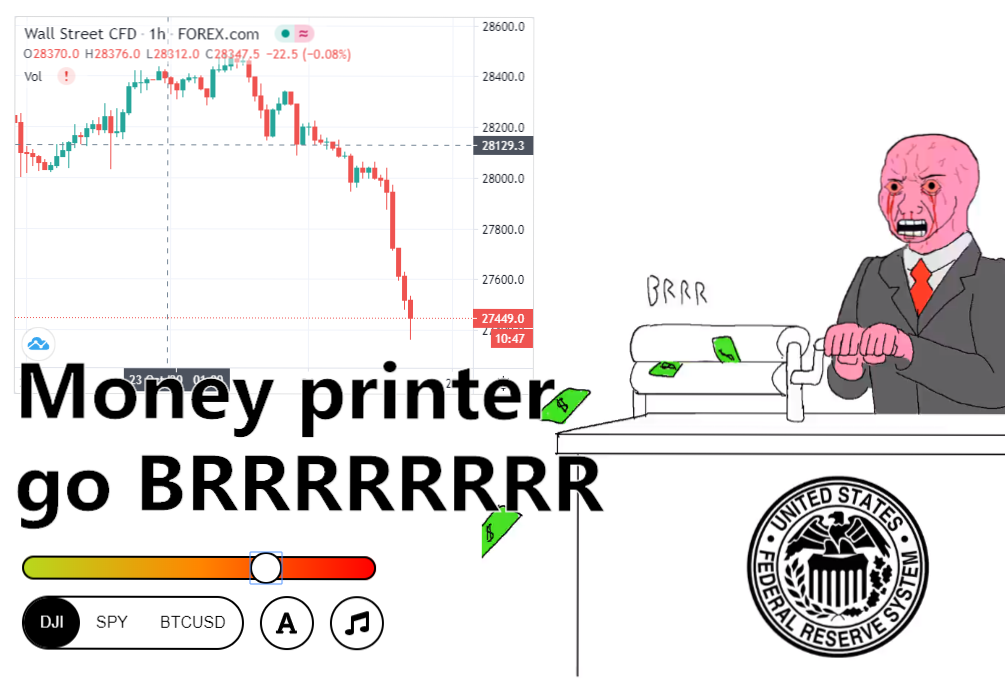 Wall Street CFD · 1h · FOREX.com
O28370.0 H28376.0 L28312.0 C28347.5 −22.5 (−0.08%)
Vol !
28600.0
28400.0
28200.0
28129.3
28000.0
27800.0
27600.0
27449.0
10:47
BRRR
Money printer
go BRRRRRRRRR
DJI SPY BTCUSD A
UNITED STATES
FEDERAL RESERVE SYSTEM
$
$